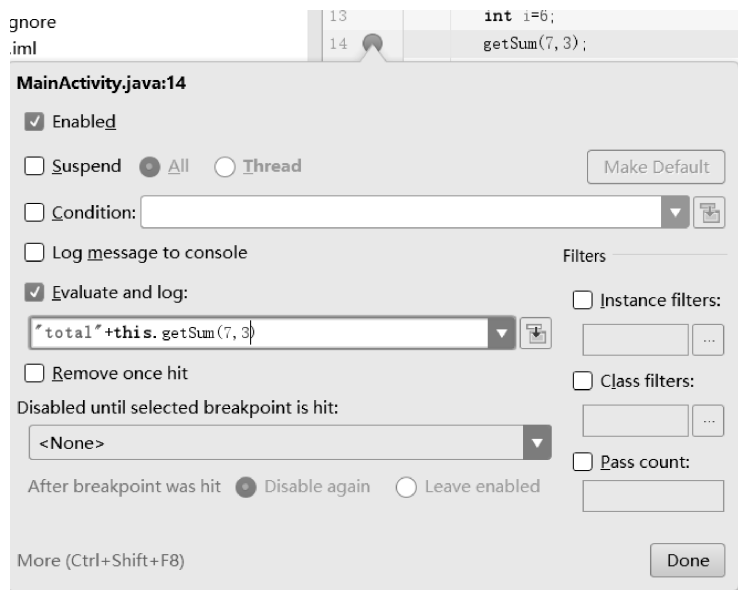 gnore
.iml
13 int i=6;
14 getSum(7,3);
MainActivity.java:14
Enabled
Suspend All Thread Make Default
Condition:
Log message to console
Filters
Evaluate and log:
Instance filters:
"total"+this.getSum(7,3)
...
Remove once hit
Class filters:
Disabled until selected breakpoint is hit:
...
<None>
Pass count:
After breakpoint was hit Disable again Leave enabled
More (Ctrl+Shift+F8) Done